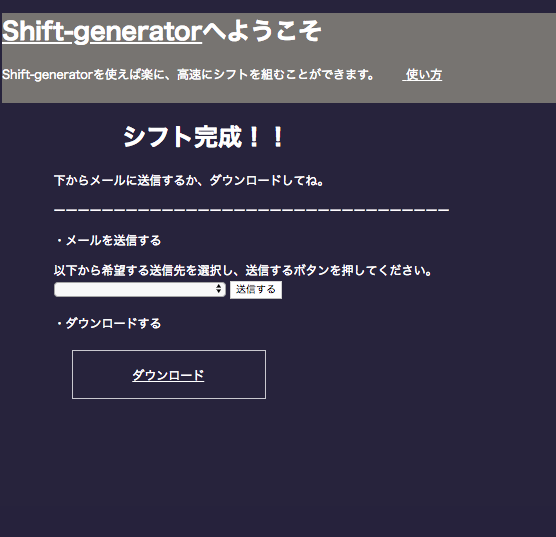 Shift-generatorへようこそ
Shift-generatorを使えば楽に、高速にシフトを組むことができます。 使い方
シフト完成！！
下からメールに送信するか、ダウンロードしてね。
ーーーーーーーーーーーーーーーーーーーーーーーーーーーーーーーーー
・メールを送信する
以下から希望する送信先を選択し、送信するボタンを押してください。
送信する
・ダウンロードする
ダウンロード